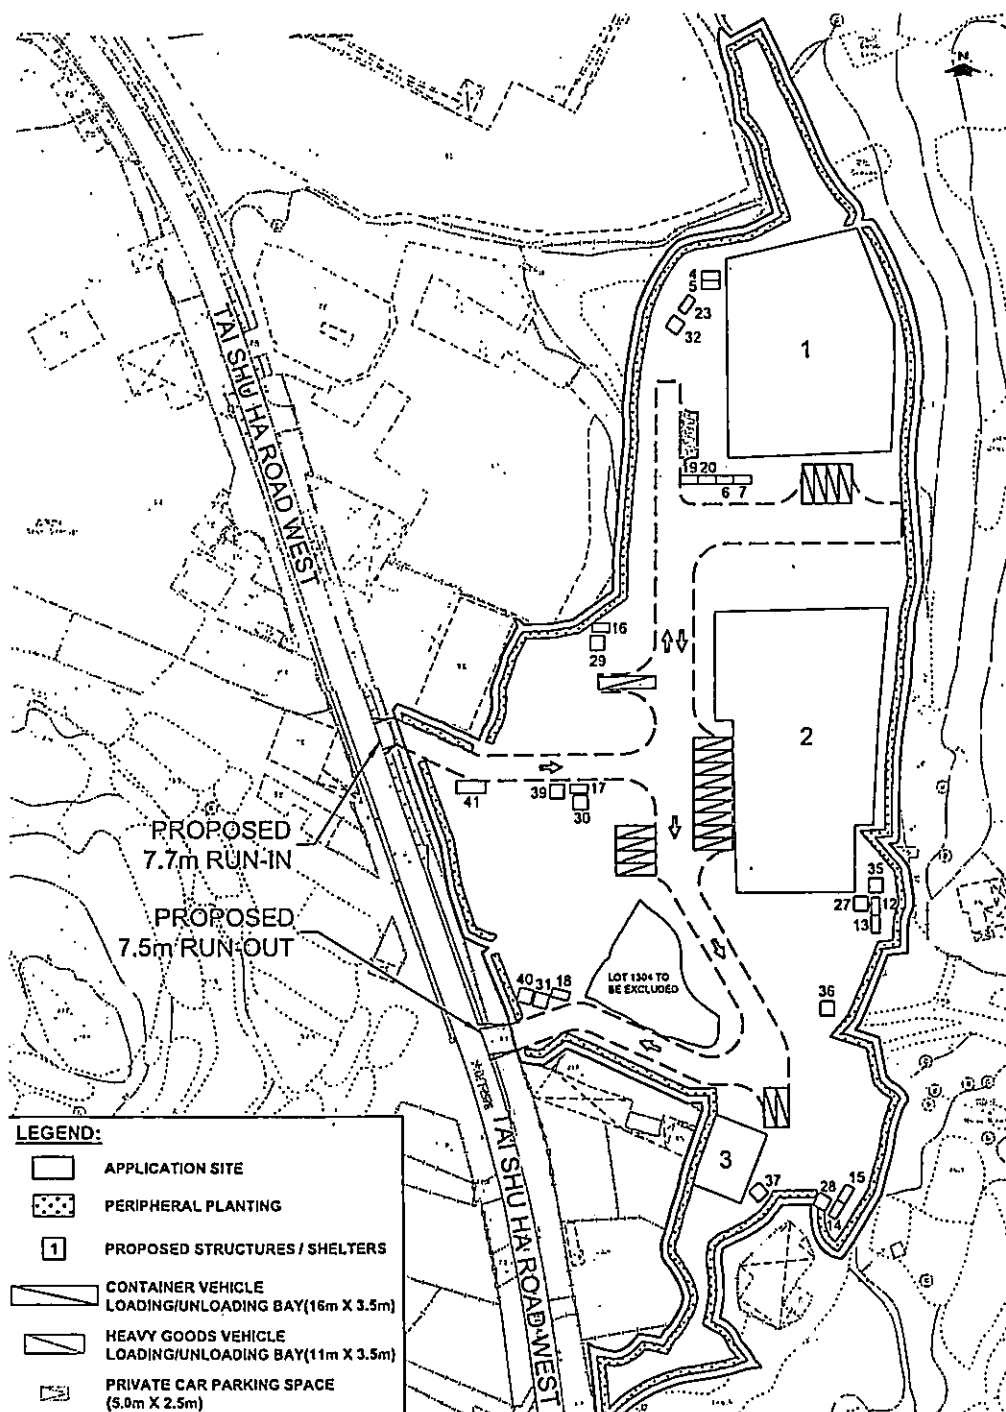 N
4
5
23
32
1
19 20
6 7
TAI SHU HA ROAD WEST
16
29
2
41
39
17
30
PROPOSED
7.7m RUN-IN
35
27
12
13
PROPOSED
7.5m RUN-OUT
40
31
18
LOT 1304 TO
BE EXCLUDED
36
3
37
28
15
14
TAI SHU HA ROAD WEST
LEGEND:
APPLICATION SITE
PERIPHERAL PLANTING
1
PROPOSED STRUCTURES / SHELTERS
CONTAINER VEHICLE
LOADING/UNLOADING BAY(16m X 3.5m)
HEAVY GOODS VEHICLE
LOADING/UNLOADING BAY(11m X 3.5m)
PRIVATE CAR PARKING SPACE
(5.0m X 2.5m)